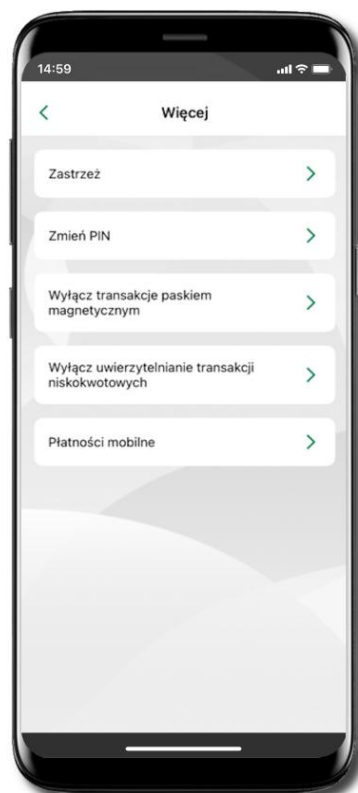 14:59
Więcej
Zastrzeż
Zmień PIN
Wyłącz transakcje paskiem
magnetycznym
Wyłącz uwierzytelnianie transakcji
niskokwotowych
Płatności mobilne